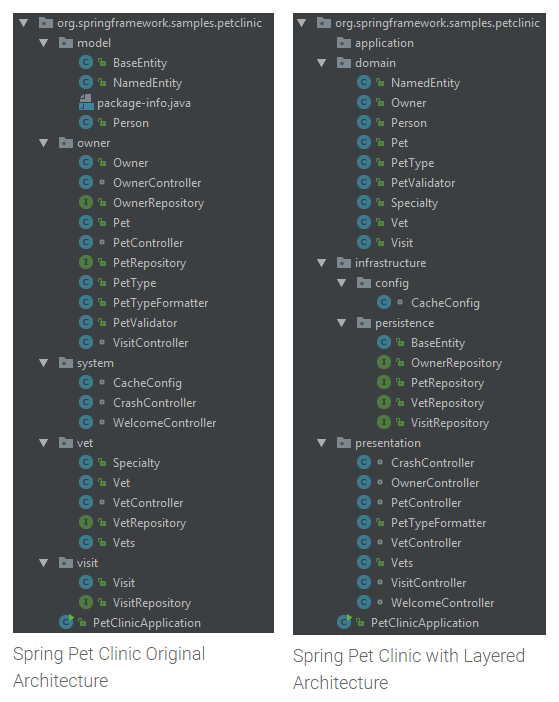 org.springframework.samples.petclinic
model
BaseEntity
NamedEntity
package-info.java
Person
owner
Owner
OwnerController
OwnerRepository
Pet
PetController
PetRepository
PetType
PetTypeFormatter
PetValidator
VisitController
system
CacheConfig
CrashController
WelcomeController
vet
Specialty
Vet
VetController
VetRepository
Vets
visit
Visit
VisitRepository
PetClinicApplication
Spring Pet Clinic Original
Architecture
org.springframework.samples.petclinic
application
domain
NamedEntity
Owner
Person
Pet
PetType
PetValidator
Specialty
Vet
Visit
infrastructure
config
CacheConfig
persistence
BaseEntity
OwnerRepository
PetRepository
VetRepository
VisitRepository
presentation
CrashController
OwnerController
PetController
PetTypeFormatter
VetController
Vets
VisitController
WelcomeController
PetClinicApplication
Spring Pet Clinic with Layered
Architecture